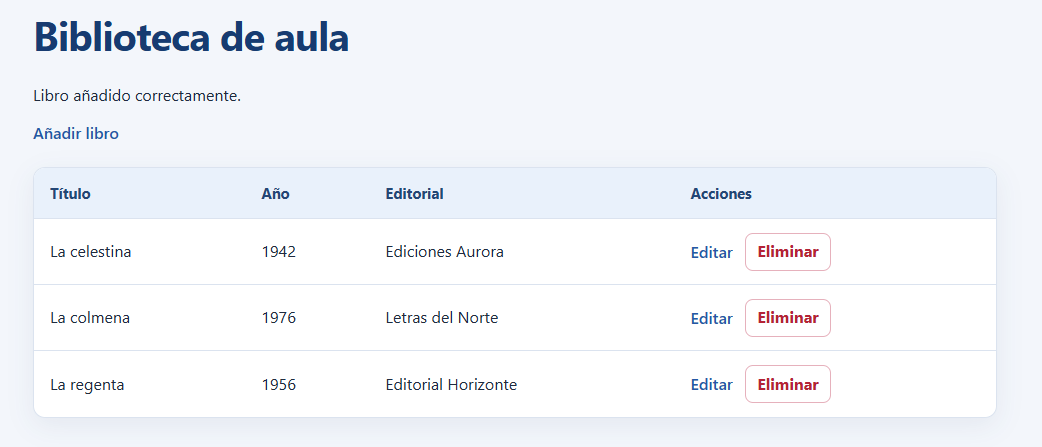 Biblioteca de aula
Libro añadido correctamente.
Añadir libro
Título Año Editorial Acciones
La celestina 1942 Ediciones Aurora Editar Eliminar
La colmena 1976 Letras del Norte Editar Eliminar
La regenta 1956 Editorial Horizonte Editar Eliminar